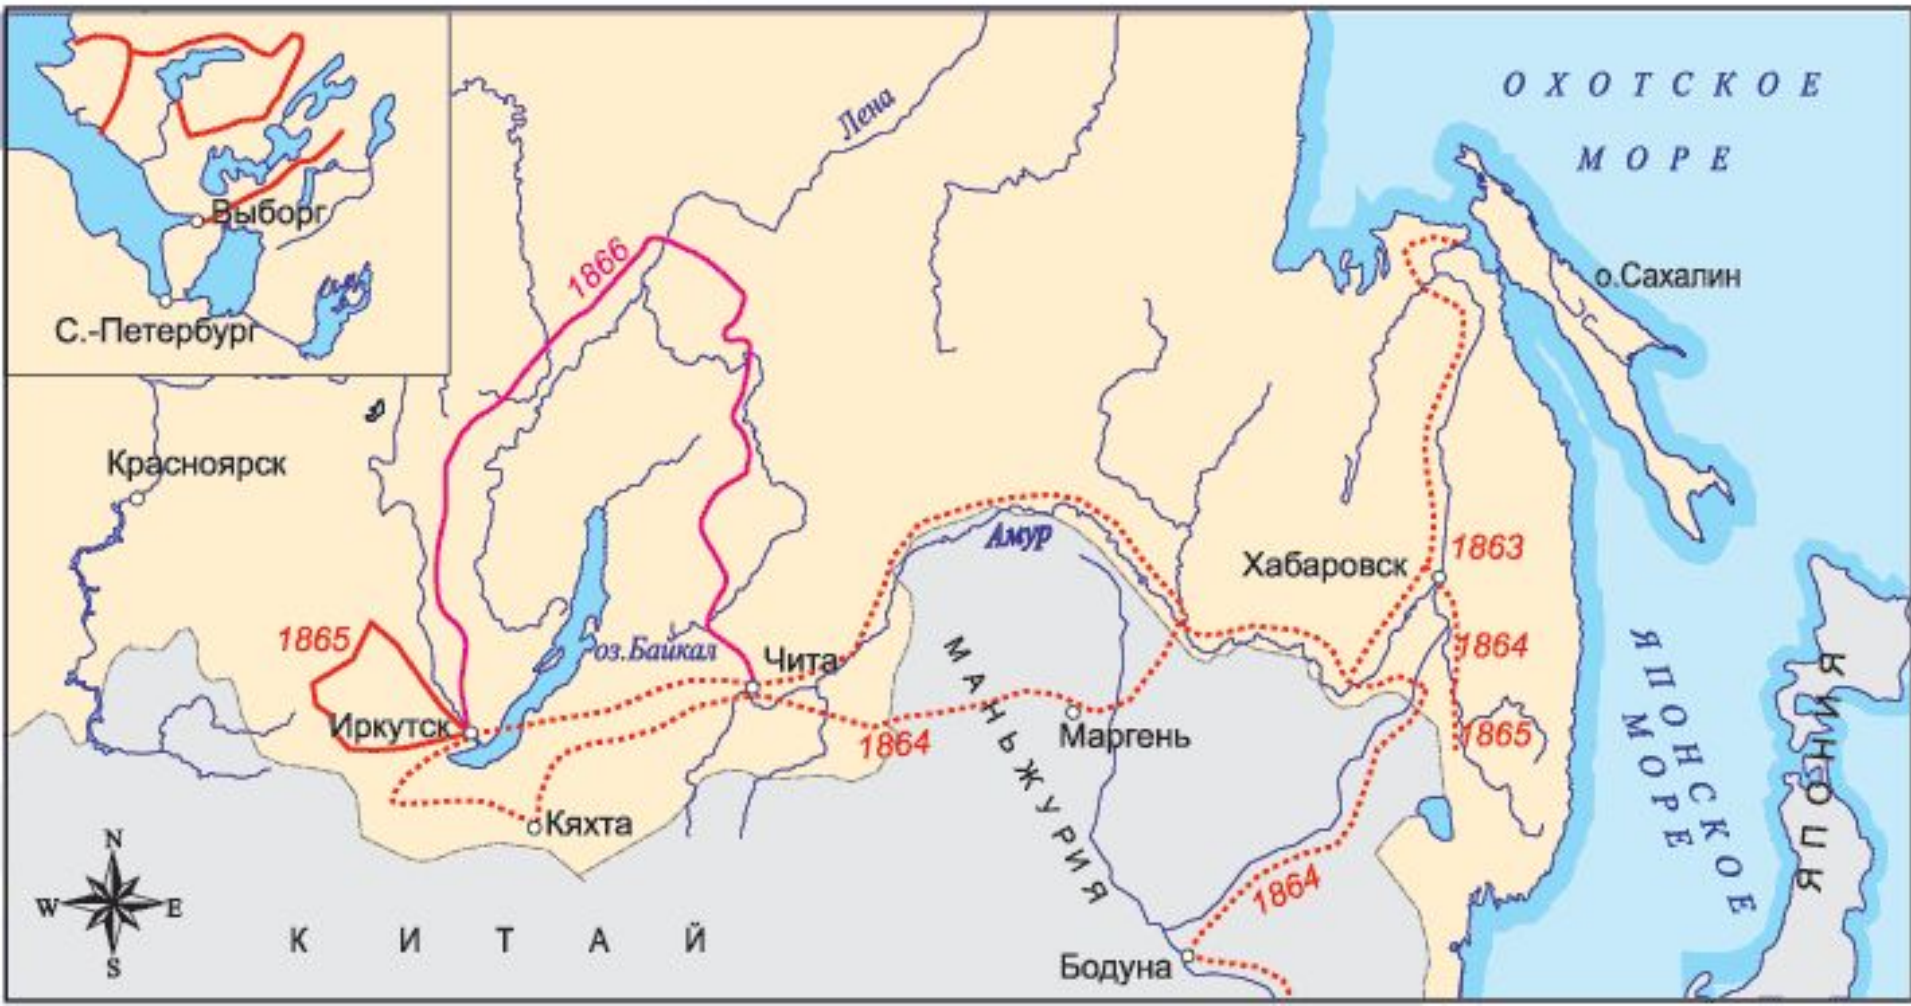 ОХОТСКОЕ
МОРЕ
Лена
Выборг
С.-Петербург
1866
о.Сахалин
Красноярск
Амур
Хабаровск
1863
1865
оз.Байкал
Чита
1864
ЯПОНСКОЕ
МОРЕ
ЯПОНИЯ
МАНЬЖУРИЯ
Иркутск
1864
Маргень
1865
Кяхта
1864
N
W
E
S
КИТАЙ
Бодуна